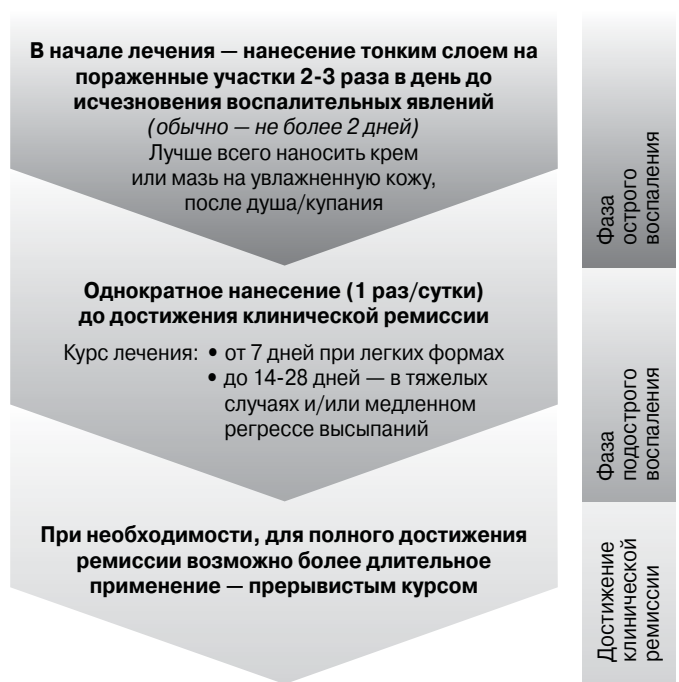 В начале лечения — нанесение тонким слоем на
пораженные участки 2-3 раза в день до
исчезновения воспалительных явлений
(обычно — не более 2 дней)
Лучше всего наносить крем
или мазь на увлажненную кожу,
после душа/купания
Фаза
острого
воспаления
Однократное нанесение (1 раз/сутки)
до достижения клинической ремиссии
Курс лечения: • от 7 дней при легких формах
• до 14-28 дней — в тяжелых
случаях и/или медленном
регрессе высыпаний
Фаза
подострого
воспаления
При необходимости, для полного достижения
ремиссии возможно более длительное
применение — прерывистым курсом
Достижение
клинической
ремиссии